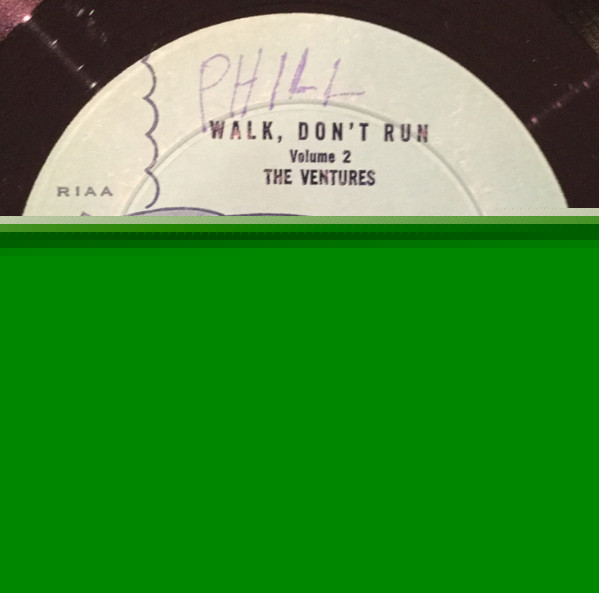 PHILL
WALK, DON'T RUN
Volume 2
THE VENTURES
RIAA